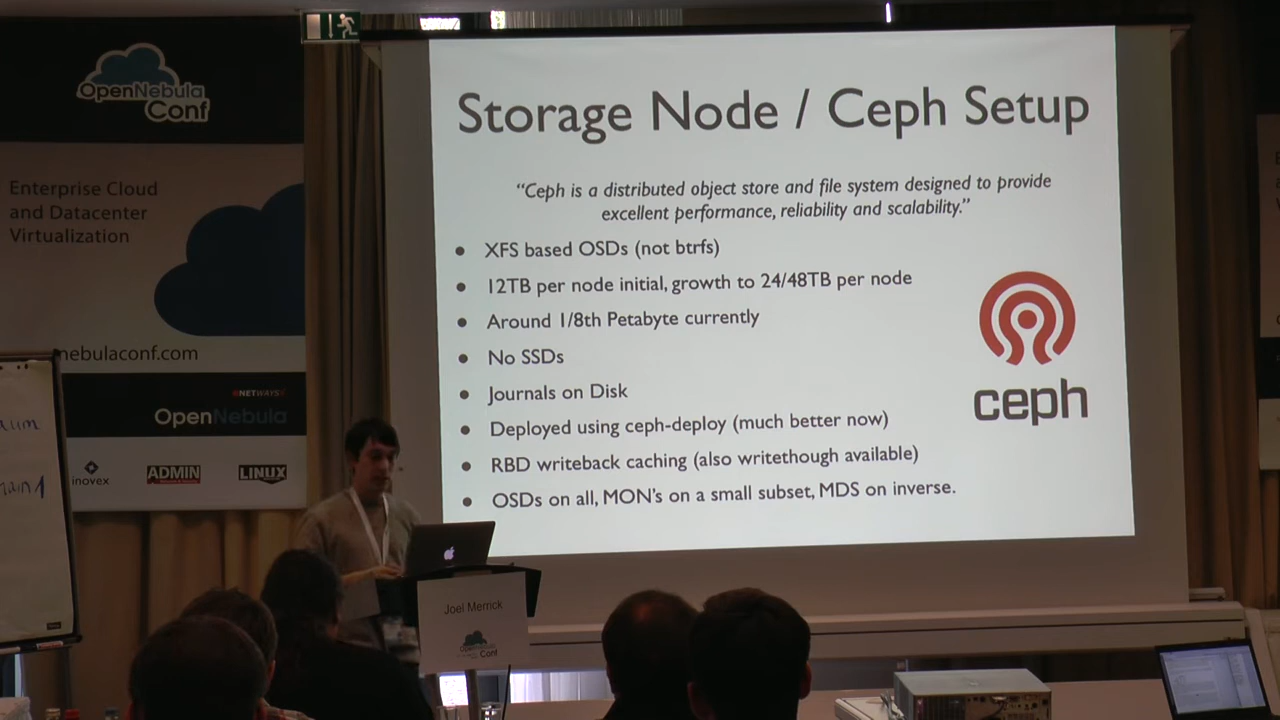 OpenNebula
Conf
Enterprise Cloud
and Datacenter
Virtualization
nebulaconf.com
NETWAYS
OpenNebula
inovex
ADMIN
LINUX
Storage Node / Ceph Setup
“Ceph is a distributed object store and file system designed to provide
excellent performance, reliability and scalability.”
• XFS based OSDs (not btrfs)
• 12TB per node initial, growth to 24/48TB per node
• Around 1/8th Petabyte currently
• No SSDs
• Journals on Disk
• Deployed using ceph-deploy (much better now)
• RBD writeback caching (also writethough available)
• OSDs on all, MON's on a small subset, MDS on inverse.
ceph
Joel Merrick
OpenNebula
Conf